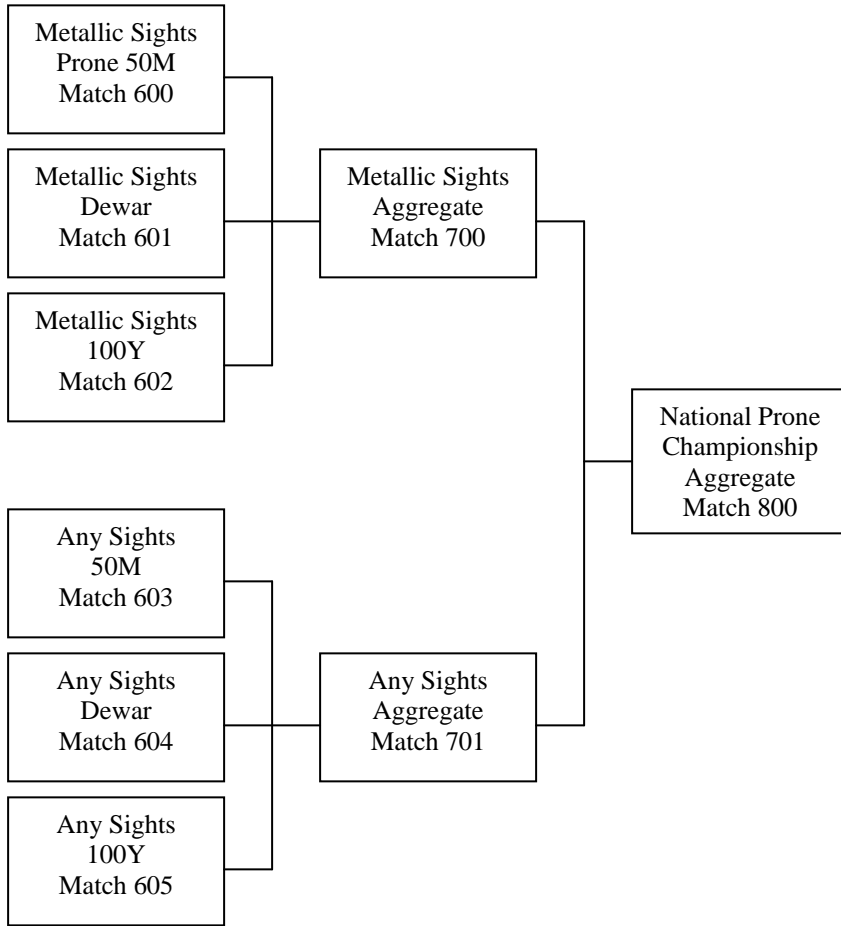 Metallic Sights
Prone 50M
Match 600
Metallic Sights
Dewar
Match 601
Metallic Sights
100Y
Match 602
Metallic Sights
Aggregate
Match 700
National Prone
Championship
Aggregate
Match 800
Any Sights
50M
Match 603
Any Sights
Dewar
Match 604
Any Sights
100Y
Match 605
Any Sights
Aggregate
Match 701